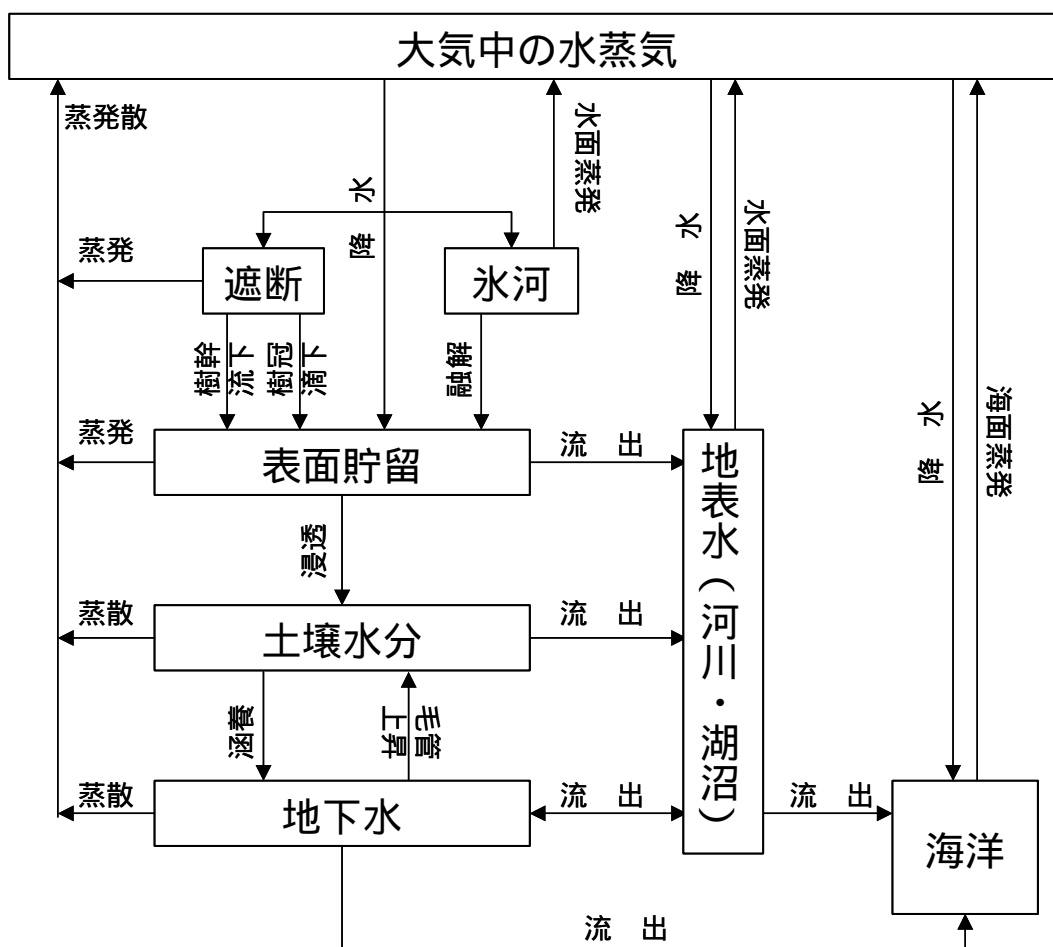 大気中の水蒸気
蒸発散
水面蒸発
降水
降水
水面蒸発
降水
海面蒸発
蒸発
遮断
氷河
樹幹
流下
樹冠
滴下
融解
蒸発
表面貯留
流出
地表水(河川・湖沼)
浸透
蒸散
土壌水分
流出
涵養
毛管
上昇
蒸散
地下水
流出
流出
海洋
流出